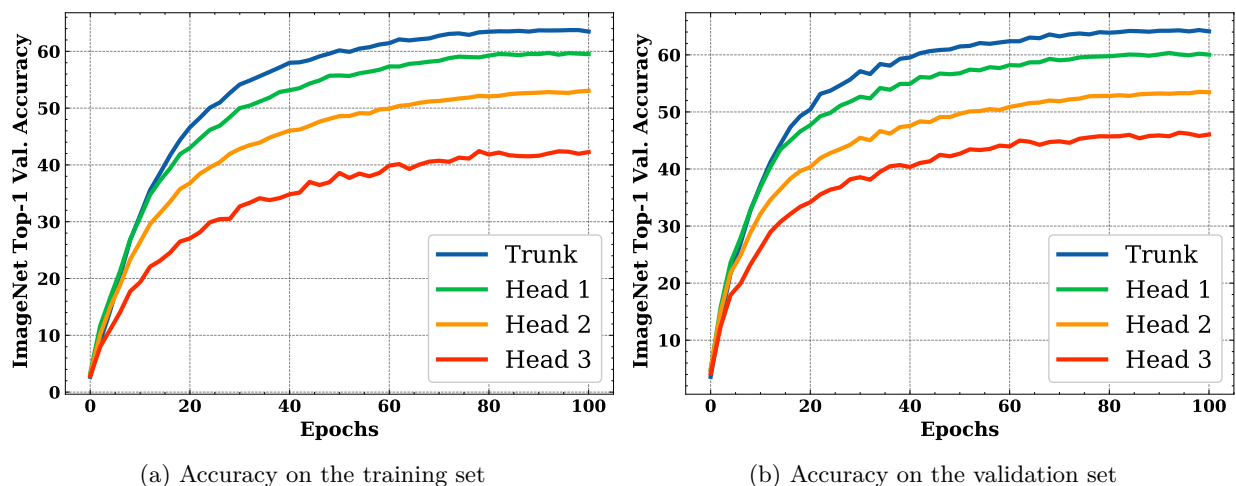 ImageNet Top-1 Val. Accuracy
60
50
40
30
20
10
0
0 20 40 60 80 100
Epochs
Trunk
Head 1
Head 2
Head 3
(a) Accuracy on the training set
ImageNet Top-1 Val. Accuracy
60
50
40
30
20
10
0 20 40 60 80 100
Epochs
Trunk
Head 1
Head 2
Head 3
(b) Accuracy on the validation set